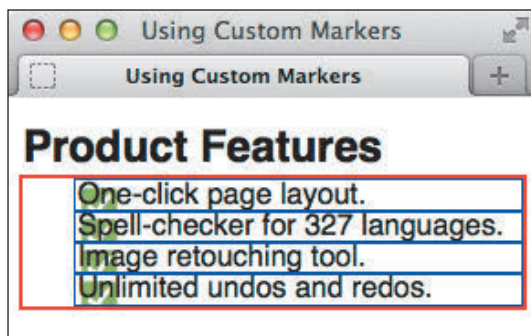 Using Custom Markers
Using Custom Markers
+
Product Features
One-click page layout.
Spell-checker for 327 languages.
Image retouching tool.
Unlimited undos and redos.